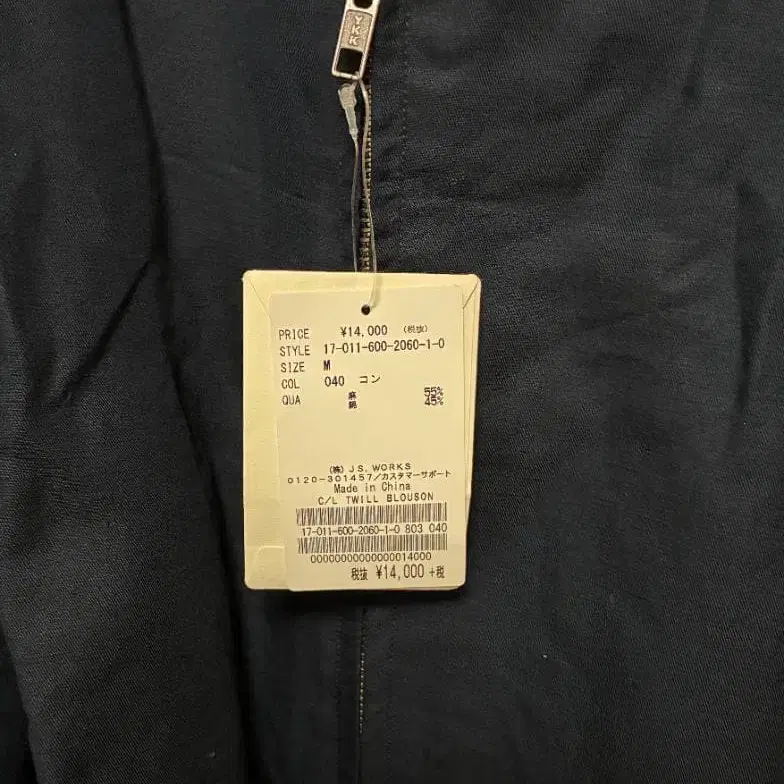 YKK
PRICE ¥14,000 (税抜)
STYLE 17-011-600-2060-1-0
SIZE M
COL 040 コン
QUA 麻 55%
綿 45%
(株) J.S. WORKS
0120-301457/カスタマーサポート
Made in China
C/L TWILL BLOUSON
17-011-600-2060-1-0 803 040
00000000000000014000
税抜 ¥14,000 +税